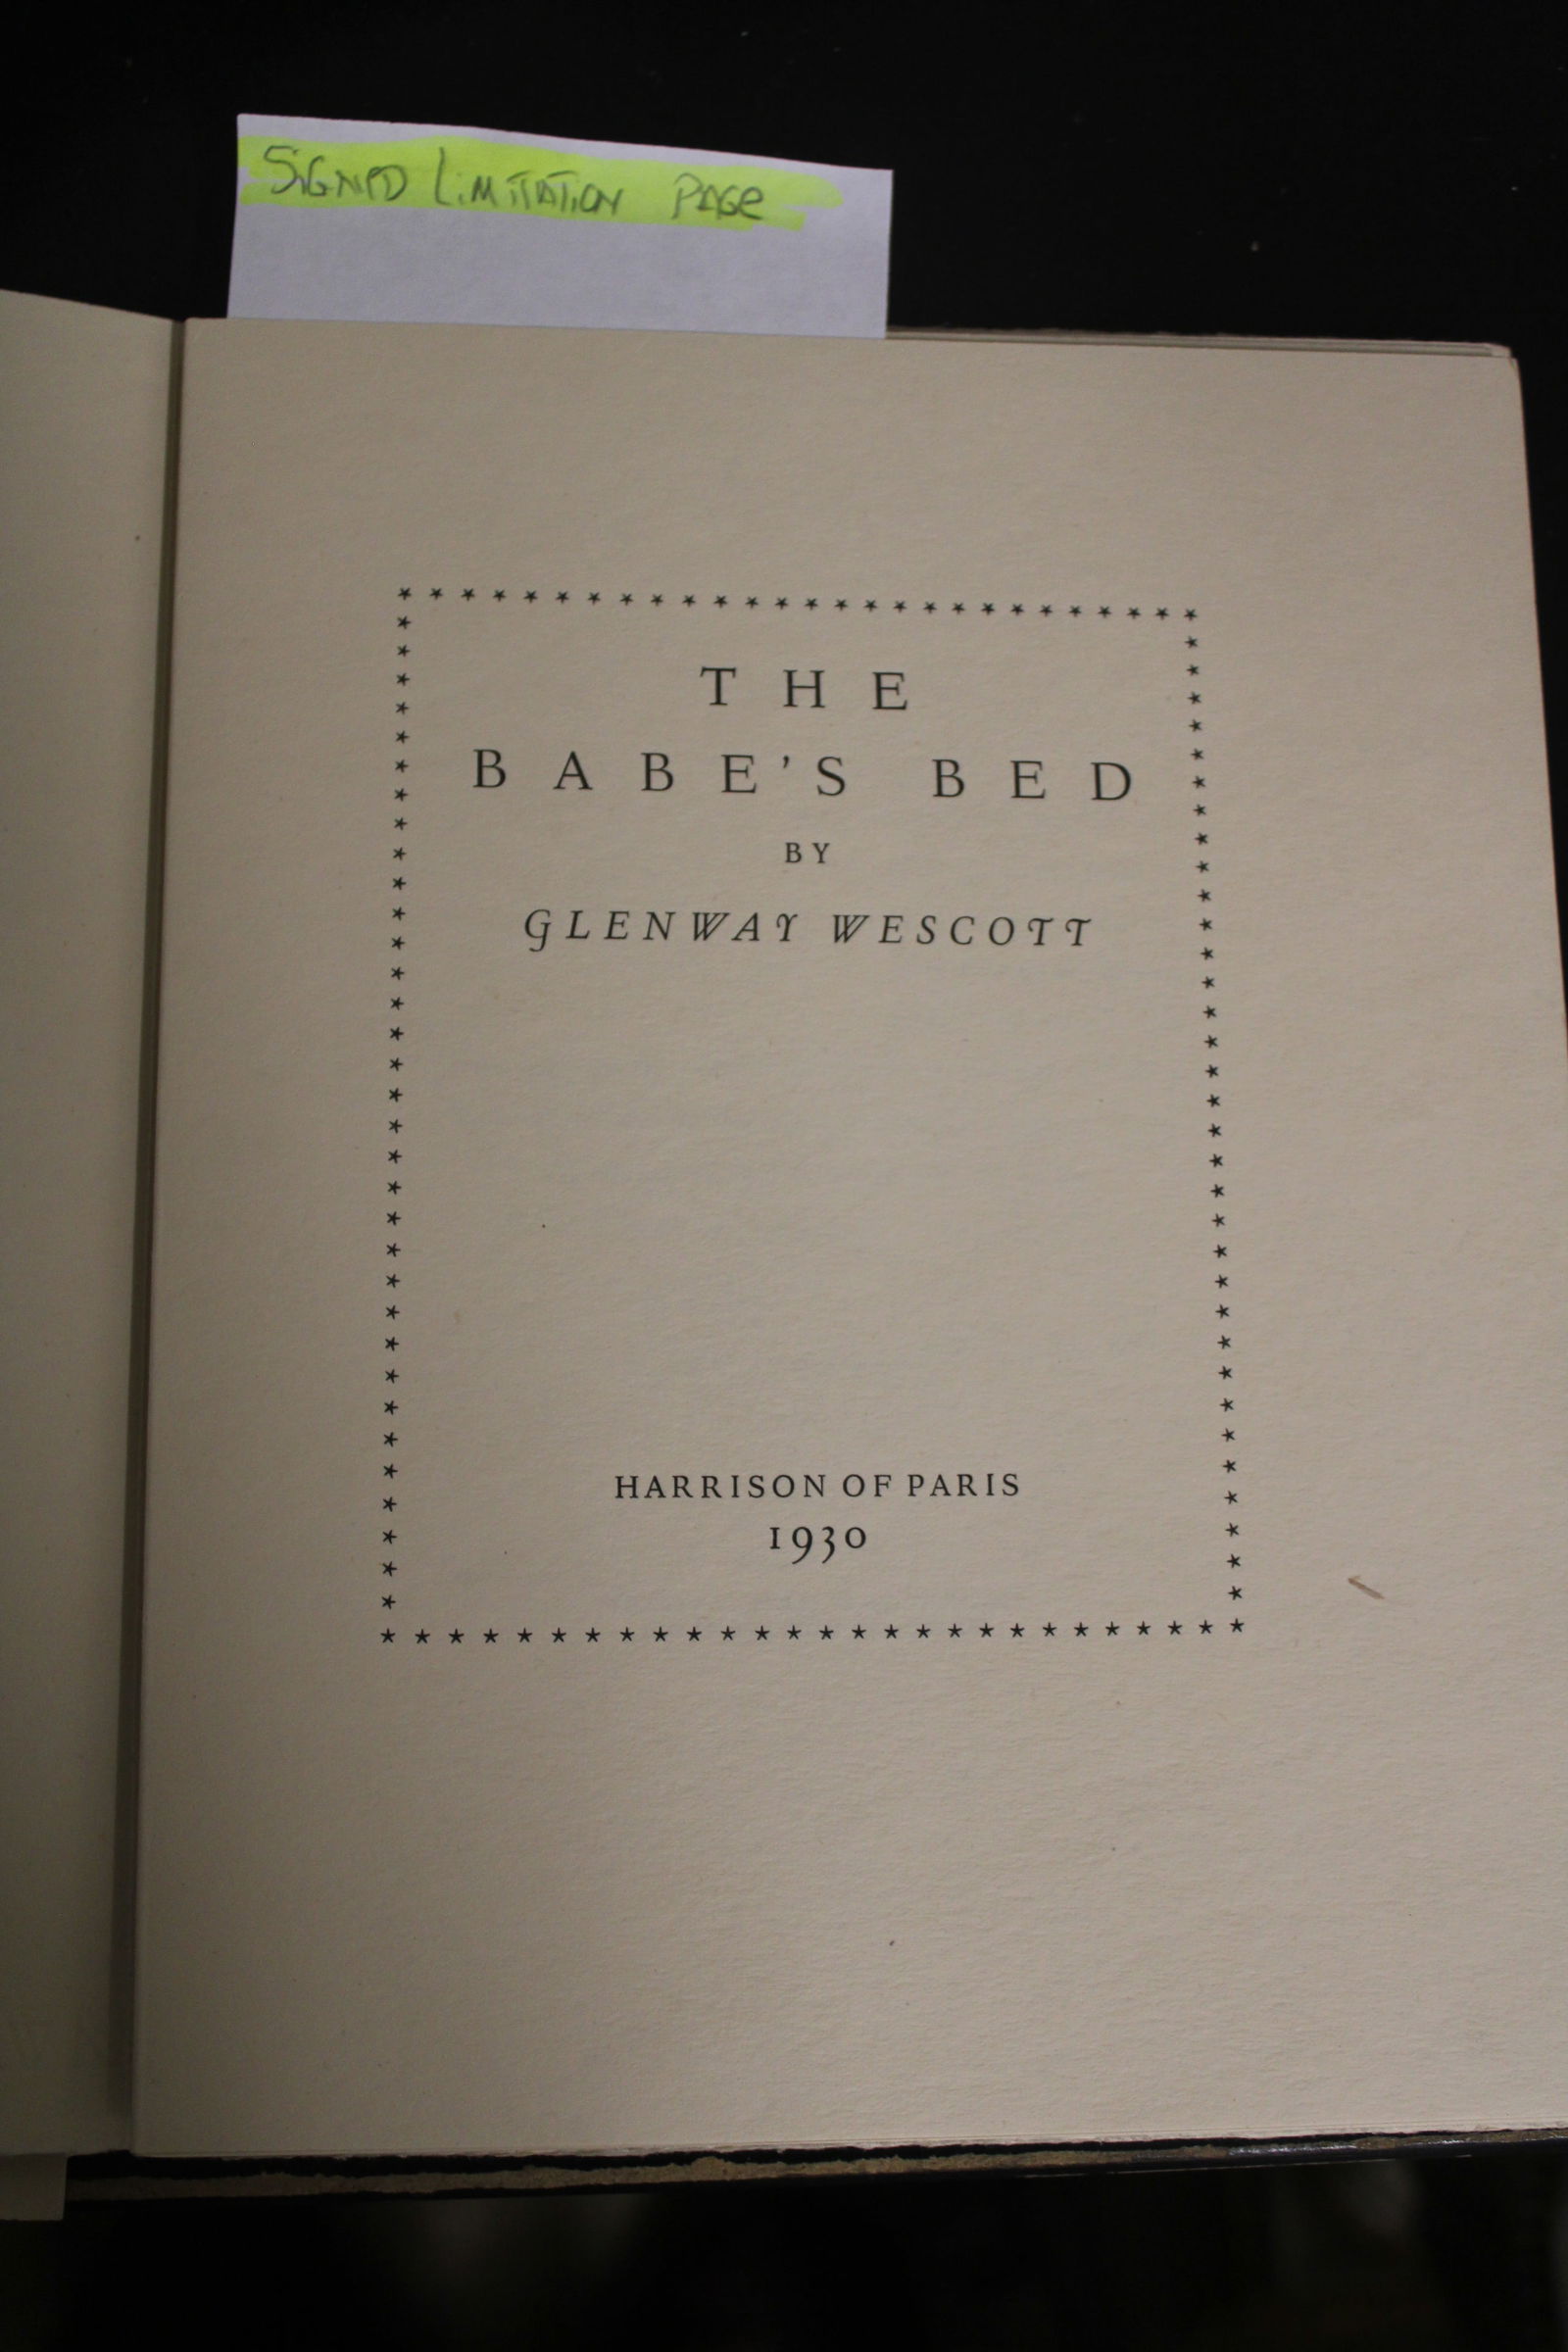 SIGNED LIMITATION PAGE
THE
BABE'S BED
BY
GLENWAY WESCOTT
HARRISON OF PARIS
1930